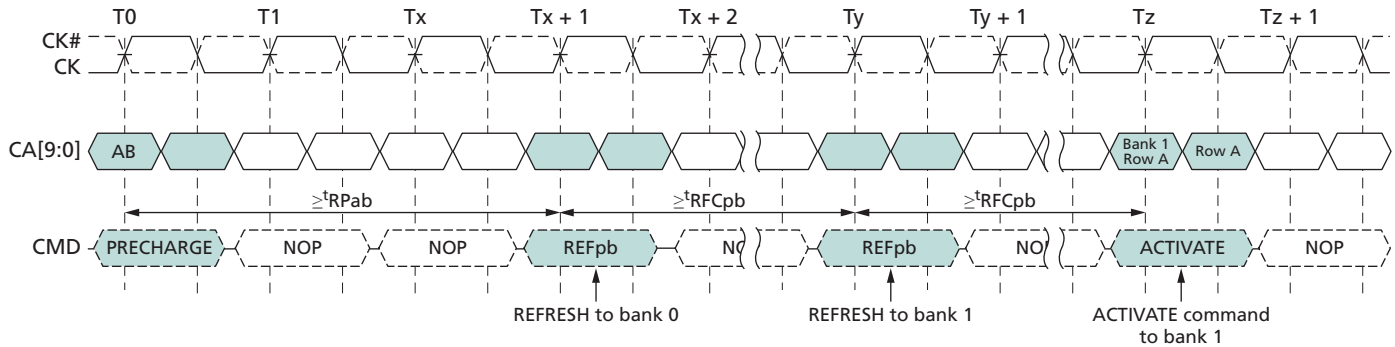 T0 T1 Tx Tx + 1 Tx + 2 Ty Ty + 1 Tz Tz + 1
CK#
CK
CA[9:0] AB Bank 1 Row A Row A
≥tRPab ≥tRFCpb ≥tRFCpb
CMD PRECHARGE NOP NOP REFpb REFpb ACTIVATE NOP
REFRESH to bank 0 REFRESH to bank 1 ACTIVATE command
to bank 1